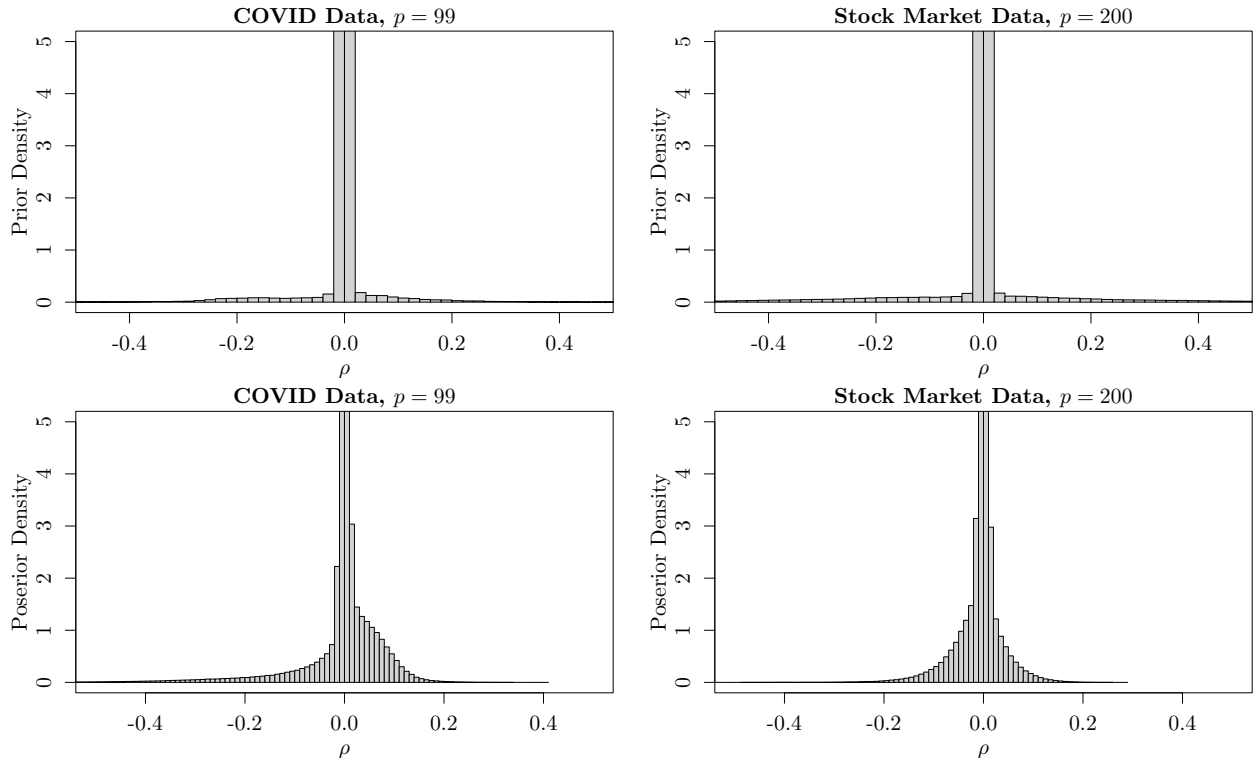 COVID Data, p = 99
Stock Market Data, p = 200
Prior Density
0 1 2 3 4 5
-0.4 -0.2 0.0 0.2 0.4
ρ
Prior Density
0 1 2 3 4 5
-0.4 -0.2 0.0 0.2 0.4
ρ
COVID Data, p = 99
Stock Market Data, p = 200
Poserior Density
0 1 2 3 4 5
-0.4 -0.2 0.0 0.2 0.4
ρ
Poserior Density
0 1 2 3 4 5
-0.4 -0.2 0.0 0.2 0.4
ρ